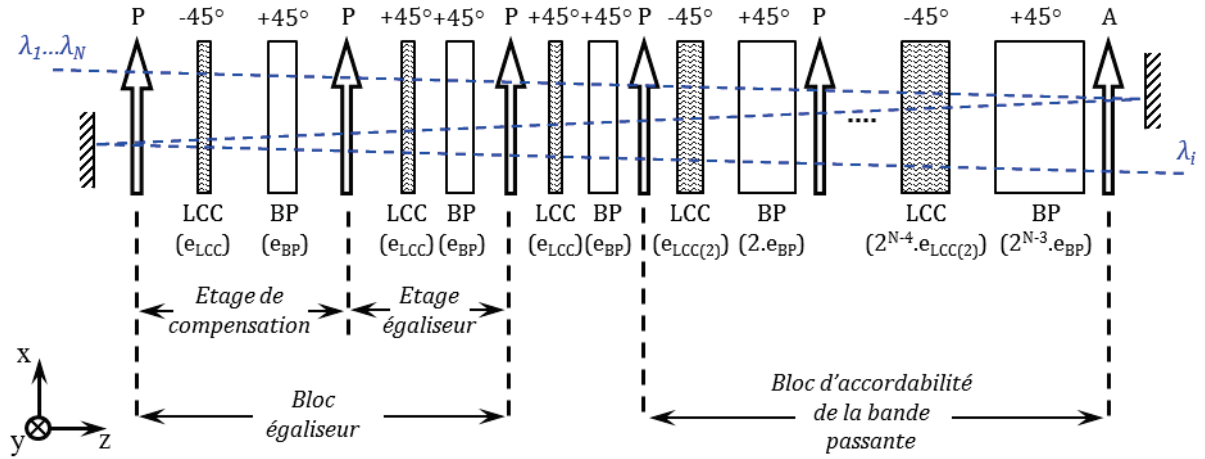 P -45° +45° P +45° +45° P +45° +45° P -45° +45° P -45° +45° A
λ1...λN
....
λi
LCC BP LCC BP LCC BP LCC BP LCC BP
(eLCC) (eBP) (eLCC) (eBP) (eLCC) (eBP) (eLCC(2)) (2.eBP) (2N-4.eLCC(2)) (2N-3.eBP)
Etage de
compensation
Etage
égaliseur
Bloc
égaliseur
Bloc d'accordabilité
de la bande
passante
x
y
z